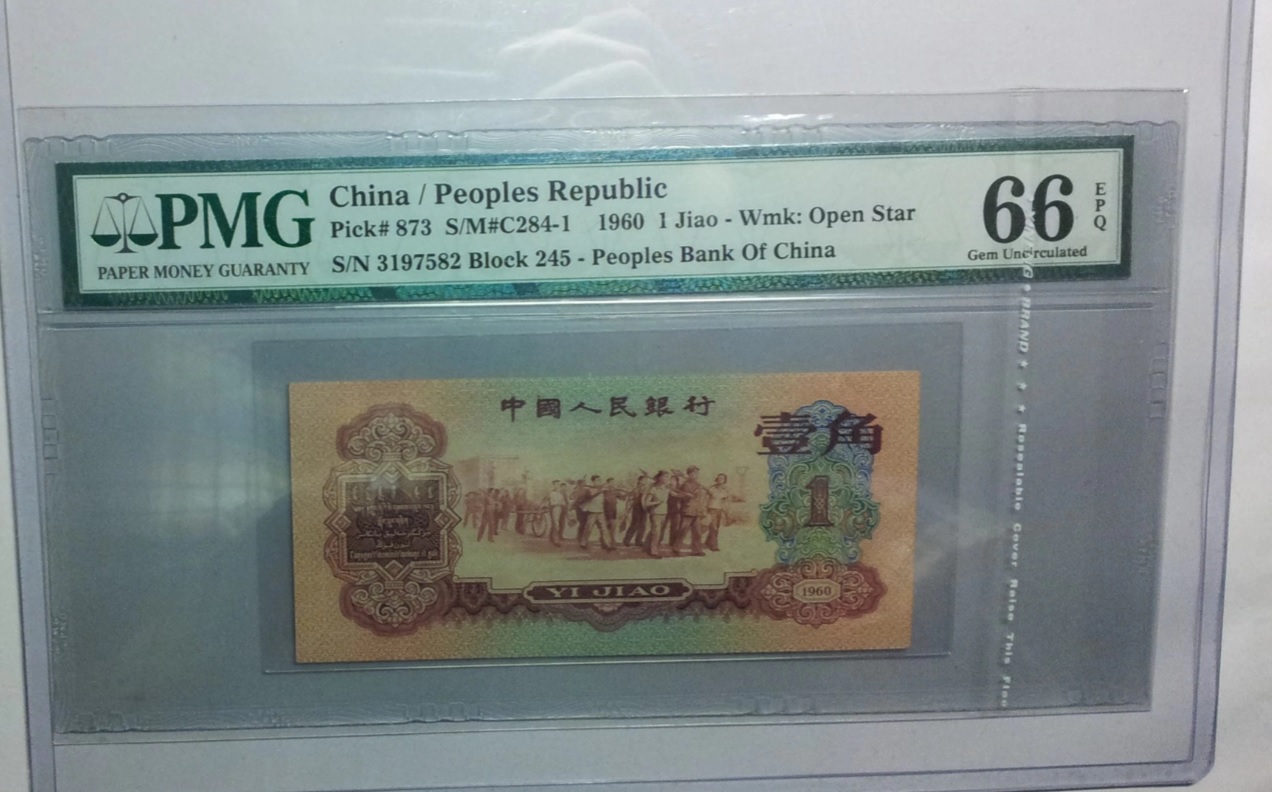 PMG
PAPER MONEY GUARANTY
China / Peoples Republic
Pick# 873 S/M#C284-1 1960 1 Jiao - Wmk: Open Star
S/N 3197582 Block 245 - Peoples Bank Of China
66
EPQ
Gem Uncirculated
BRAND * * * Resealable Cover Raise This
中國人民銀行
壹角
1
YI JIAO
1960